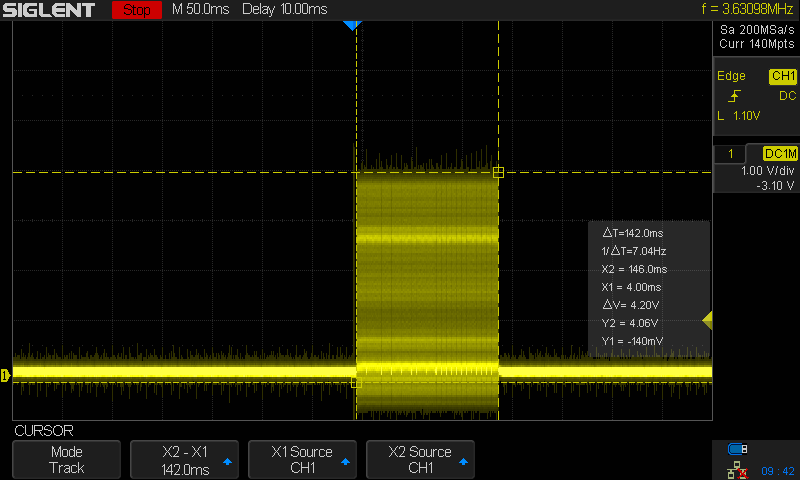 SIGLENT Stop M 50.0ms Delay 10.00ms f = 3.63098MHz
Sa 200MSa/s
Curr 140Mpts
Edge CH1
DC
L 1.10V
1 DC1M
1.00 V/div
-3.10 V
△T=142.0ms
1/△T=7.04Hz
X2 = 146.0ms
X1 = 4.00ms
△V= 4.20V
Y2 = 4.06V
Y1 = -140mV
1
CURSOR
Mode
Track
X2 - X1
142.0ms
X1 Source
CH1
X2 Source
CH1
09:42